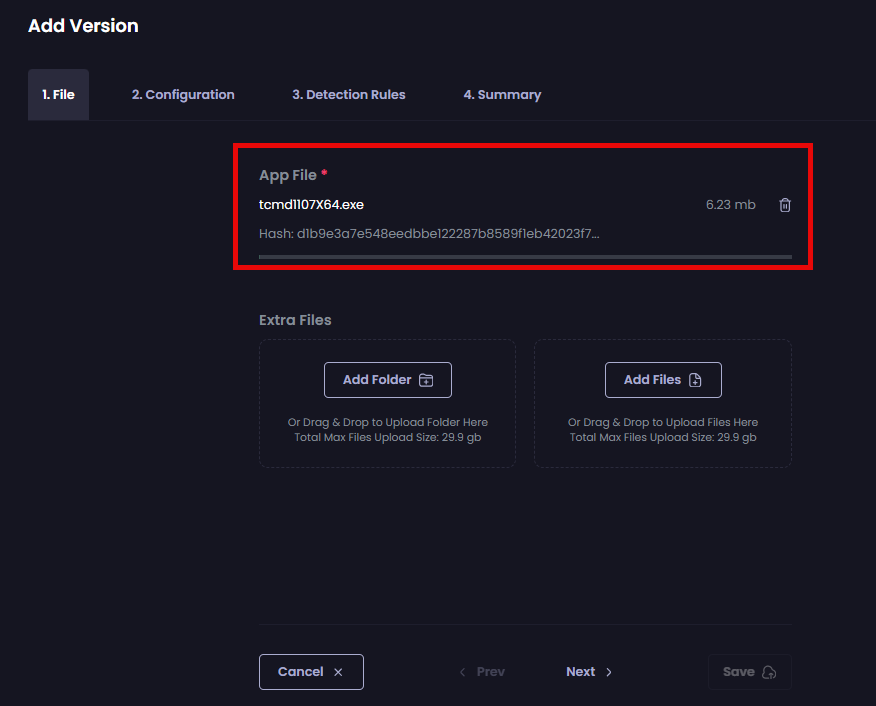 Add Version
1. File 2. Configuration 3. Detection Rules 4. Summary
App File *
tcmd1107X64.exe 6.23 mb
Hash: d1b9e3a7e548eedbbe122287b8589f1eb42023f7...
Extra Files
Add Folder Add Files
Or Drag & Drop to Upload Folder Here Or Drag & Drop to Upload Files Here
Total Max Files Upload Size: 29.9 gb Total Max Files Upload Size: 29.9 gb
Cancel Prev Next Save